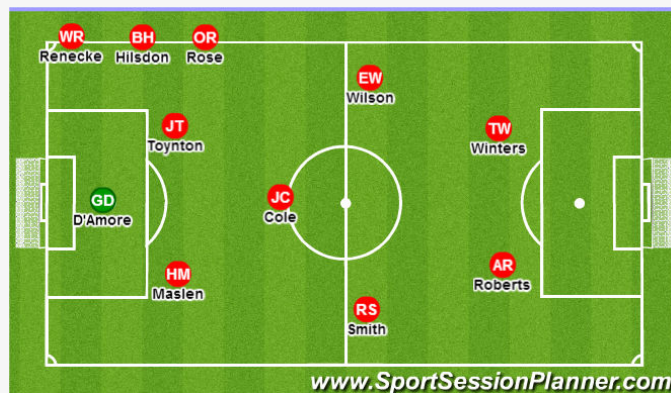 WR
BH
OR
Renecke
Hilsdon
Rose
EW
Wilson
JT
Toynton
TW
Winters
GD
D'Amore
JC
Cole
HM
Maslen
AR
Roberts
RS
Smith
www.SportSessionPlanner.com